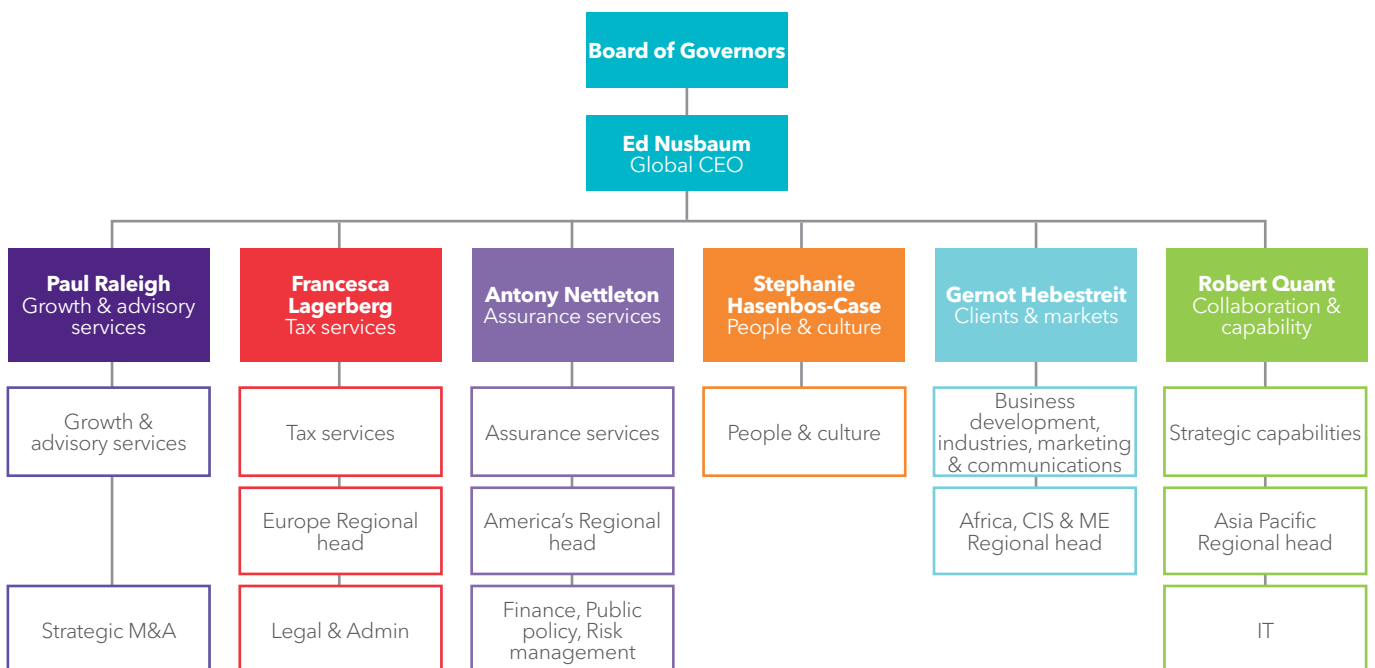 Board of Governors
Ed Nusbaum
Global CEO
Paul Raleigh
Growth & advisory
services
Francesca
Lagerberg
Tax services
Antony Nettleton
Assurance services
Stephanie
Hasenbos-Case
People & culture
Gernot Hebestreit
Clients & markets
Robert Quant
Collaboration &
capability
Growth &
advisory services
Tax services
Assurance services
People & culture
Business
development,
industries, marketing
& communications
Strategic capabilities
Europe Regional
head
America's Regional
head
Africa, CIS & ME
Regional head
Asia Pacific
Regional head
Strategic M&A
Legal & Admin
Finance, Public
policy, Risk
management
IT